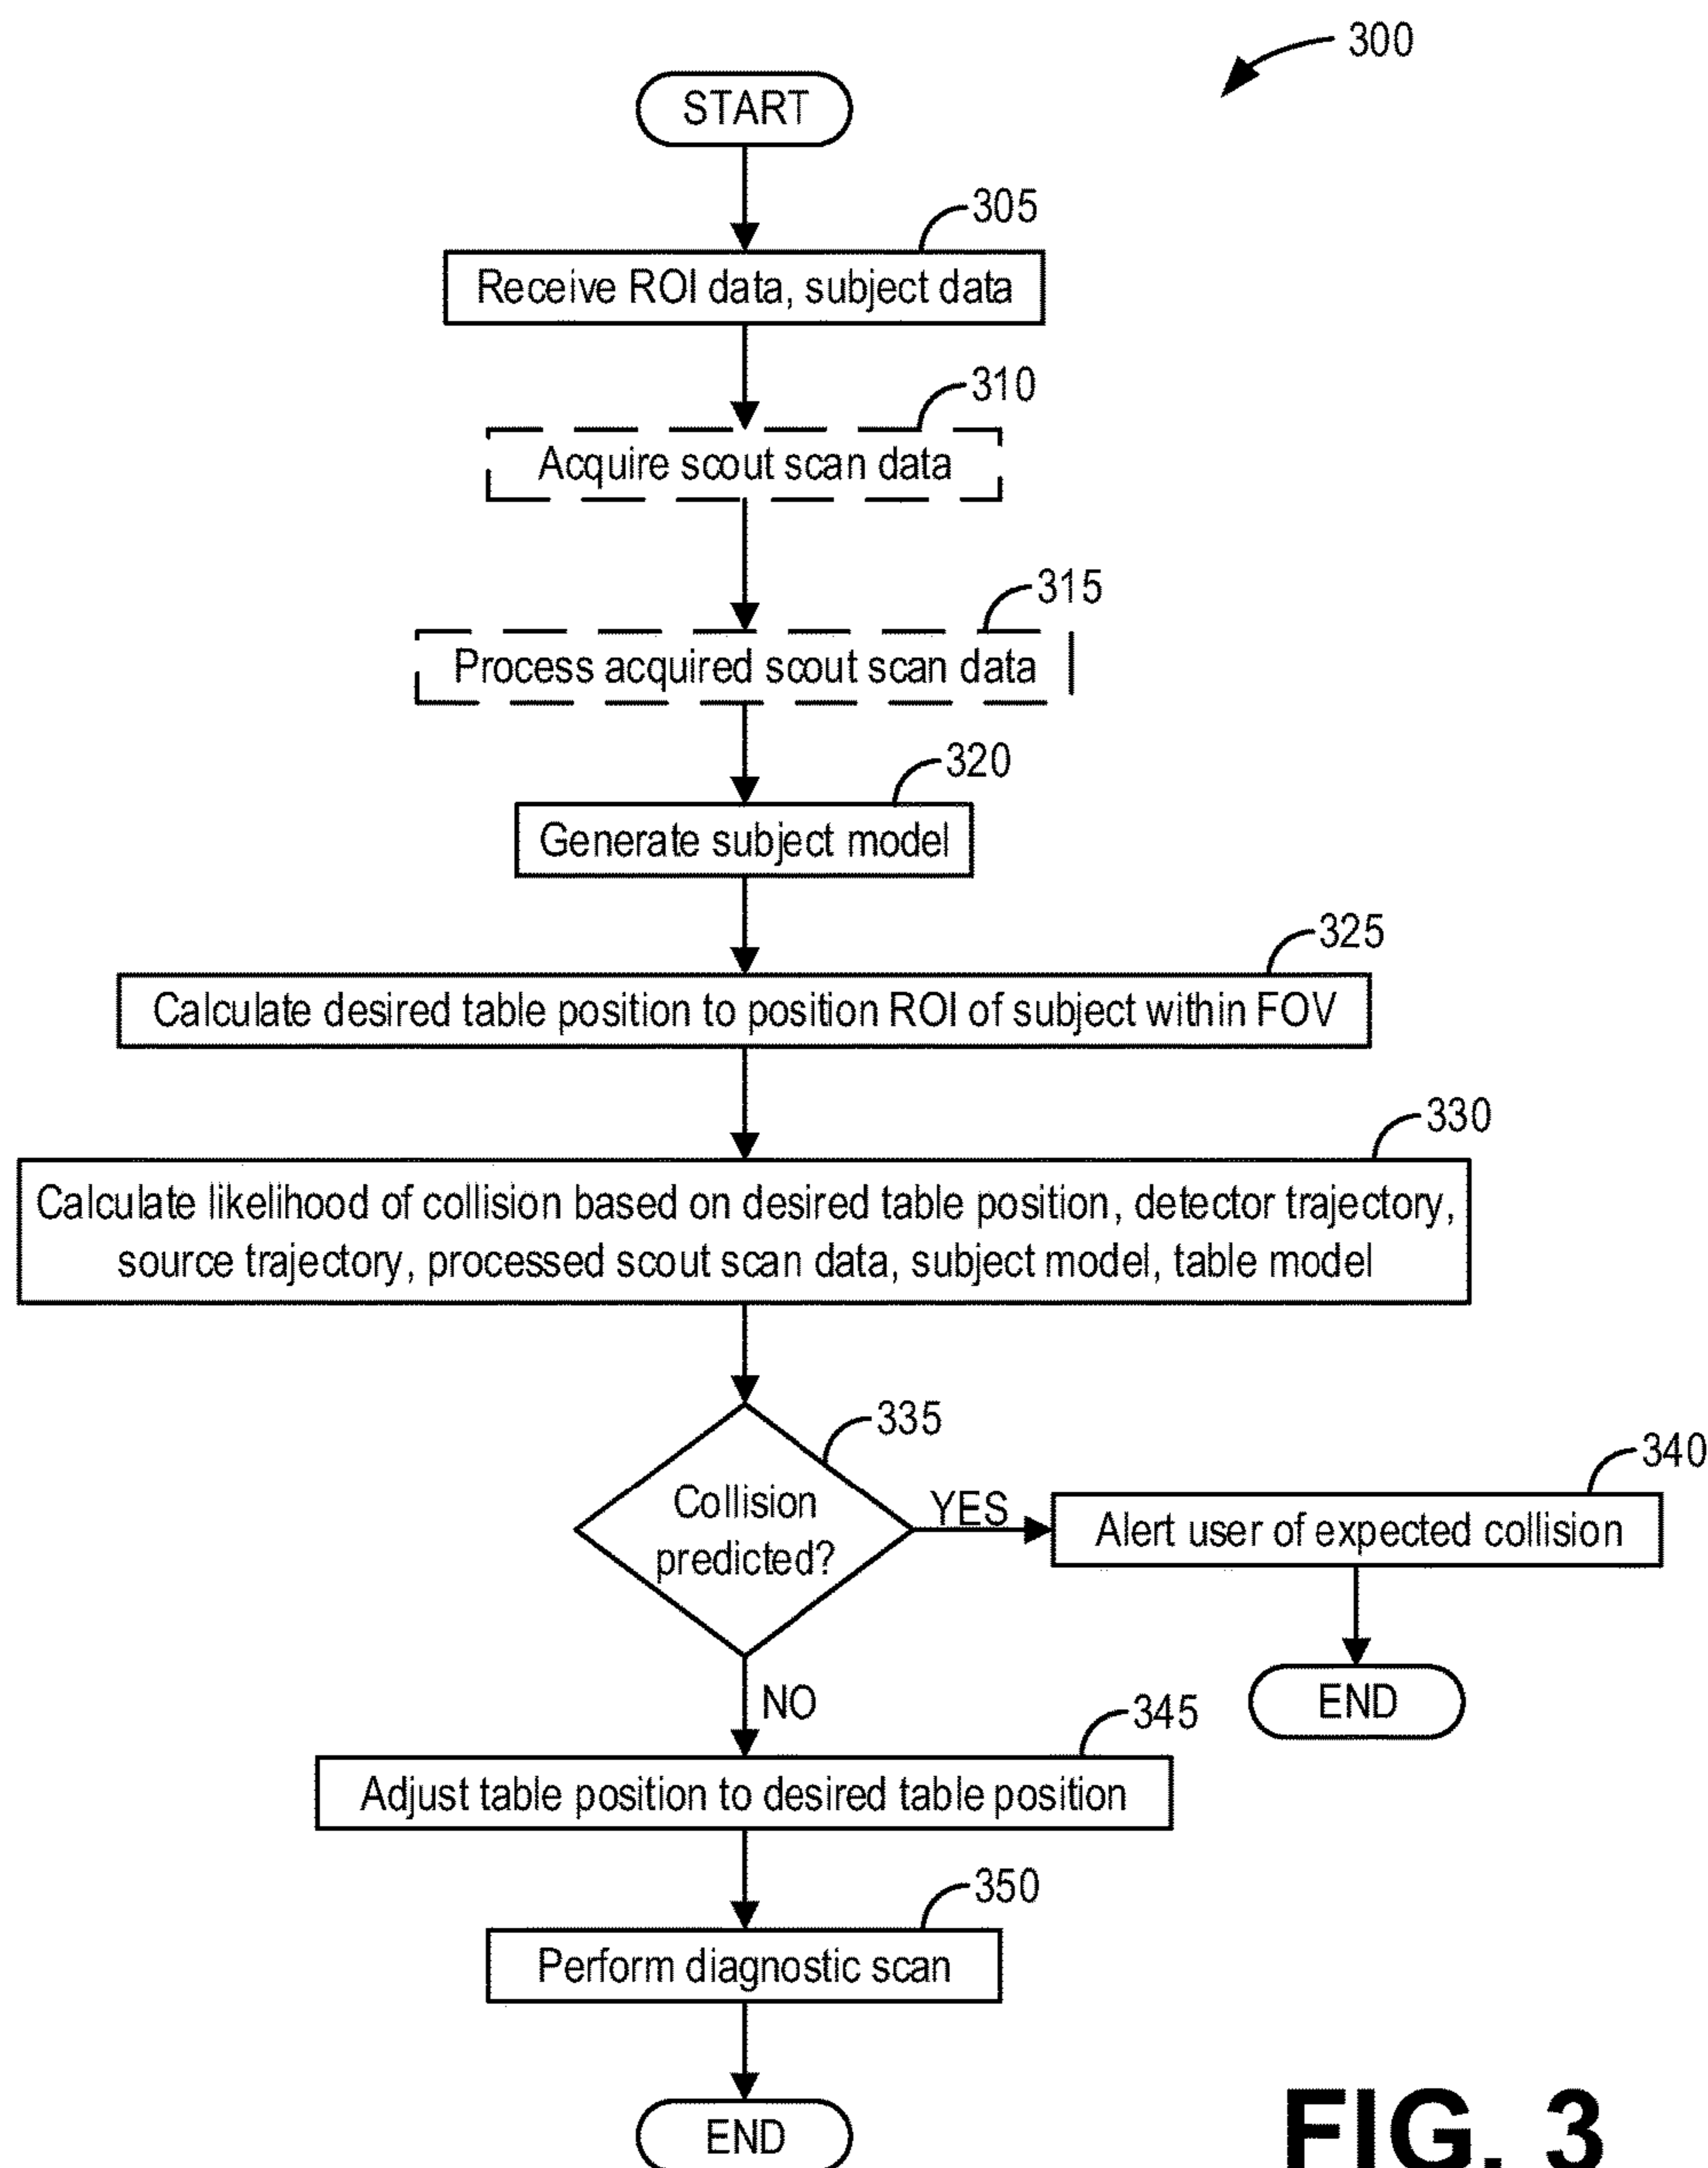 300
START
305
Receive ROI data, subject data
310
Acquire scout scan data
315
Process acquired scout scan data
320
Generate subject model
325
Calculate desired table position to position ROI of subject within FOV
330
Calculate likelihood of collision based on desired table position, detector trajectory,
source trajectory, processed scout scan data, subject model, table model
335
Collision
predicted?
YES
340
Alert user of expected collision
END
NO
345
Adjust table position to desired table position
350
Perform diagnostic scan
END
FIG. 3